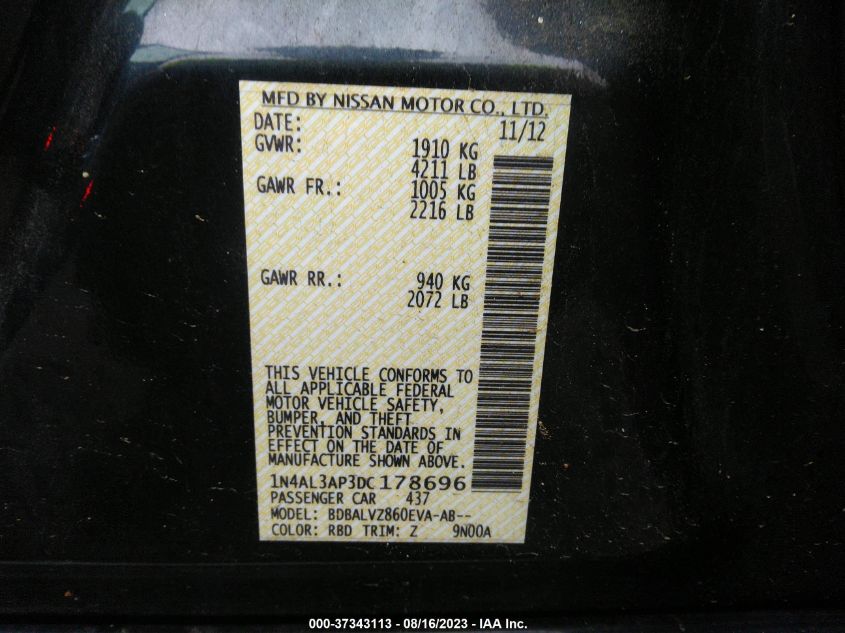 MFD BY NISSAN MOTOR CO., LTD.
DATE: 11/12
GVWR: 1910 KG
4211 LB
GAWR FR.: 1005 KG
2216 LB
GAWR RR.: 940 KG
2072 LB
THIS VEHICLE CONFORMS TO
ALL APPLICABLE FEDERAL
MOTOR VEHICLE SAFETY,
BUMPER, AND THEFT
PREVENTION STANDARDS IN
EFFECT ON THE DATE OF
MANUFACTURE SHOWN ABOVE.
1N4AL3AP3DC178696
PASSENGER CAR 437
MODEL: BDBALVZ860EVA-AB--
COLOR: RBD TRIM: Z 9N00A
000-37343113 - 08/16/2023 - IAA Inc.